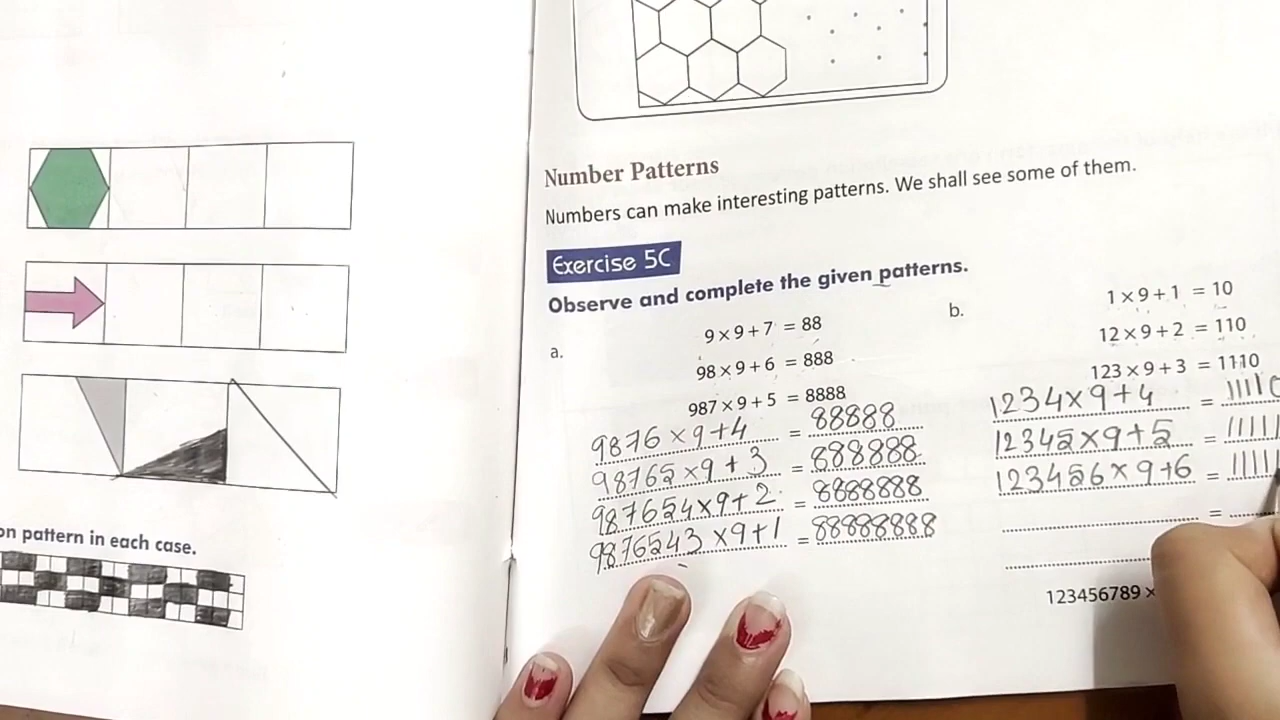 on pattern in each case.
Number Patterns
Numbers can make interesting patterns. We shall see some of them.
Exercise 5C
Observe and complete the given patterns.
a.
9 × 9 + 7 = 88
98 × 9 + 6 = 888
987 × 9 + 5 = 8888
9876 × 9 + 4 = 88888
98765 × 9 + 3 = 888888
987654 × 9 + 2 = 8888888
9876543 × 9 + 1 = 88888888
b.
1 × 9 + 1 = 10
12 × 9 + 2 = 110
123 × 9 + 3 = 1110
1234 × 9 + 4 = 11110
12345 × 9 + 5 = 11111
123456 × 9 + 6 = 11111
=
123456789 ×